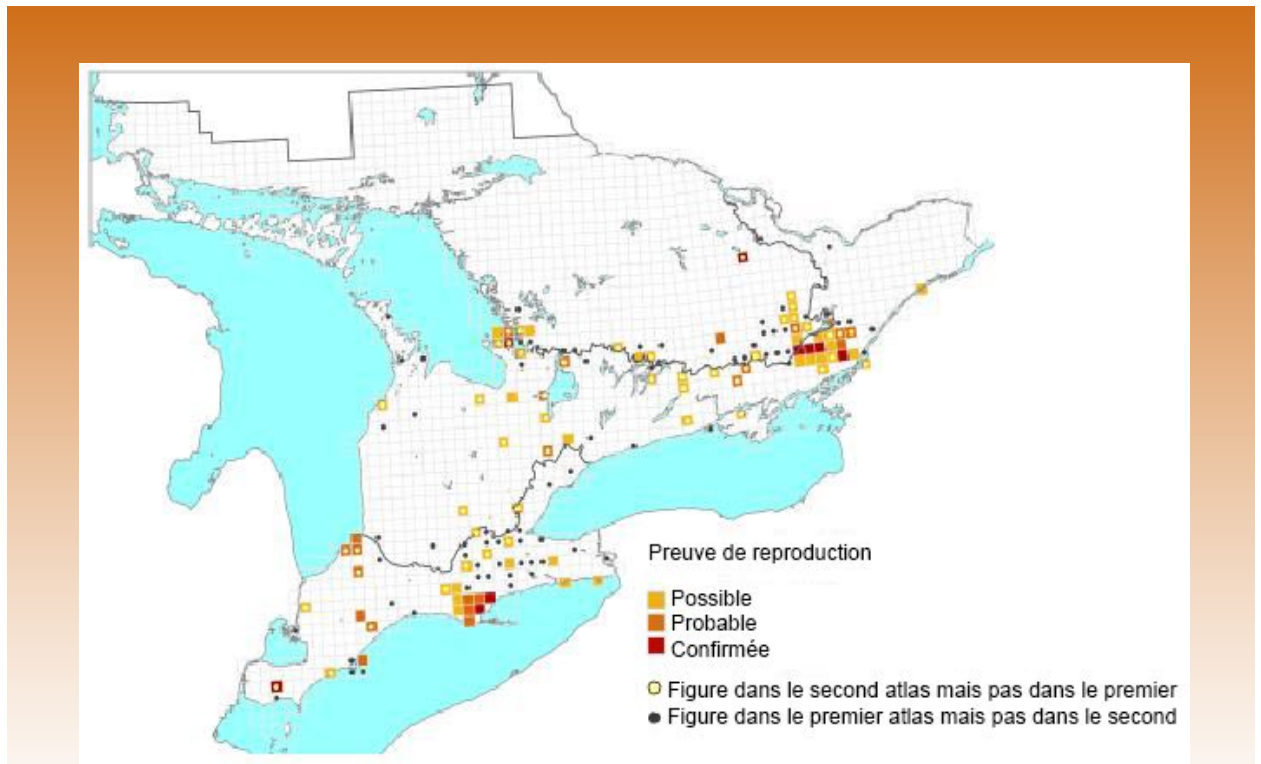 Preuve de reproduction
Possible
Probable
Confirmée
Figure dans le second atlas mais pas dans le premier
Figure dans le premier atlas mais pas dans le second